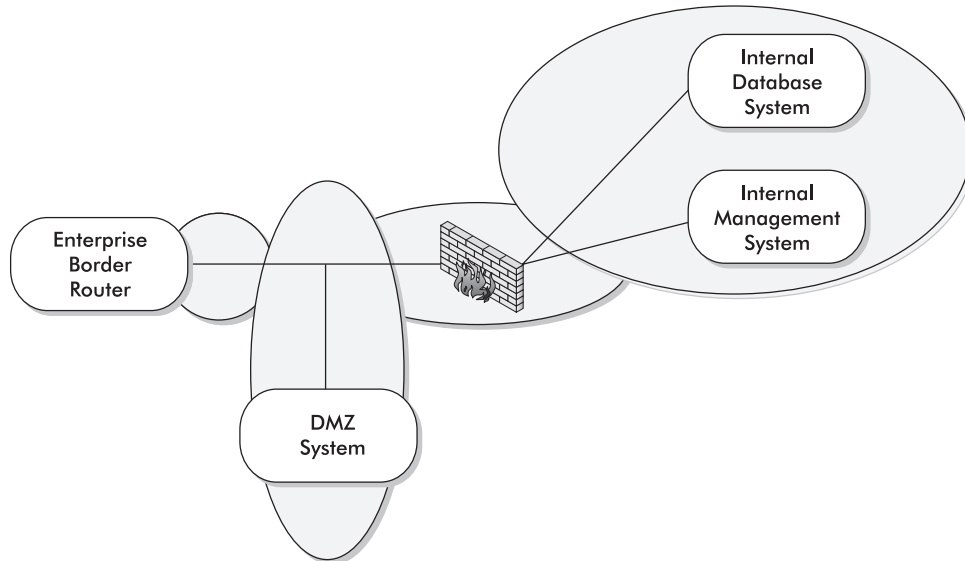 Internal
Database
System
Internal
Management
System
Enterprise
Border
Router
DMZ
System